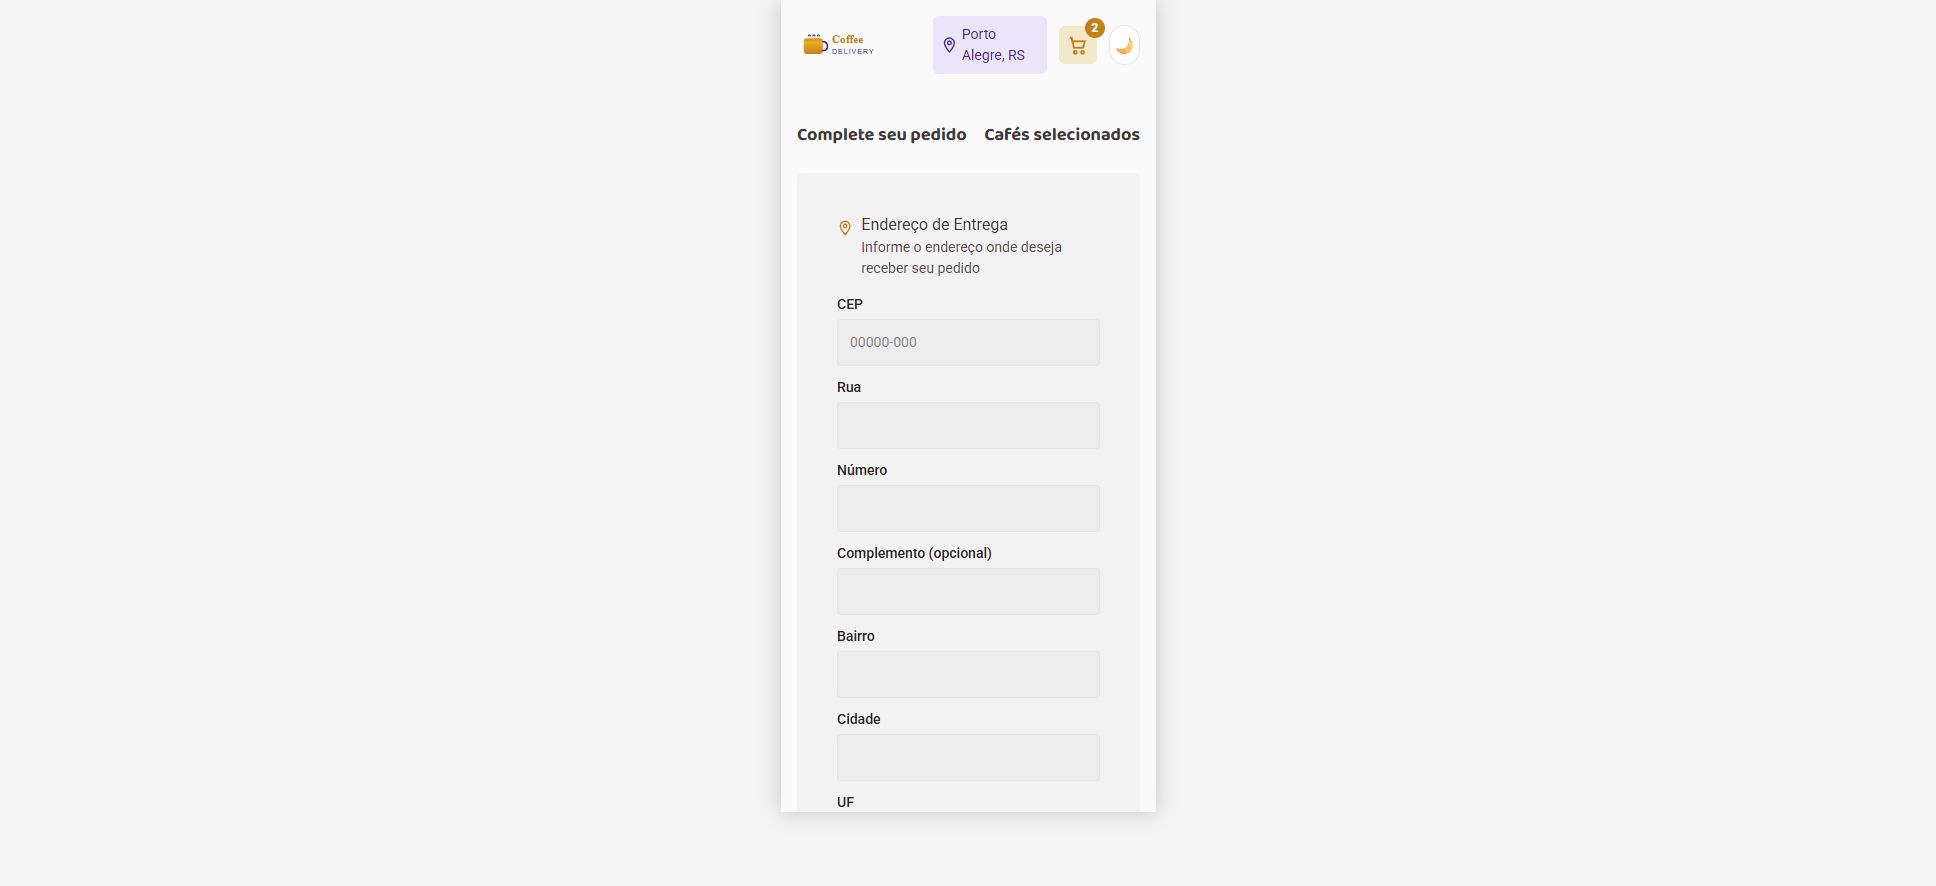 Coffee
DELIVERY
Porto
Alegre, RS
2
Complete seu pedido
Cafés selecionados
Endereço de Entrega
Informe o endereço onde deseja
receber seu pedido
CEP
00000-000
Rua
Número
Complemento (opcional)
Bairro
Cidade
UF